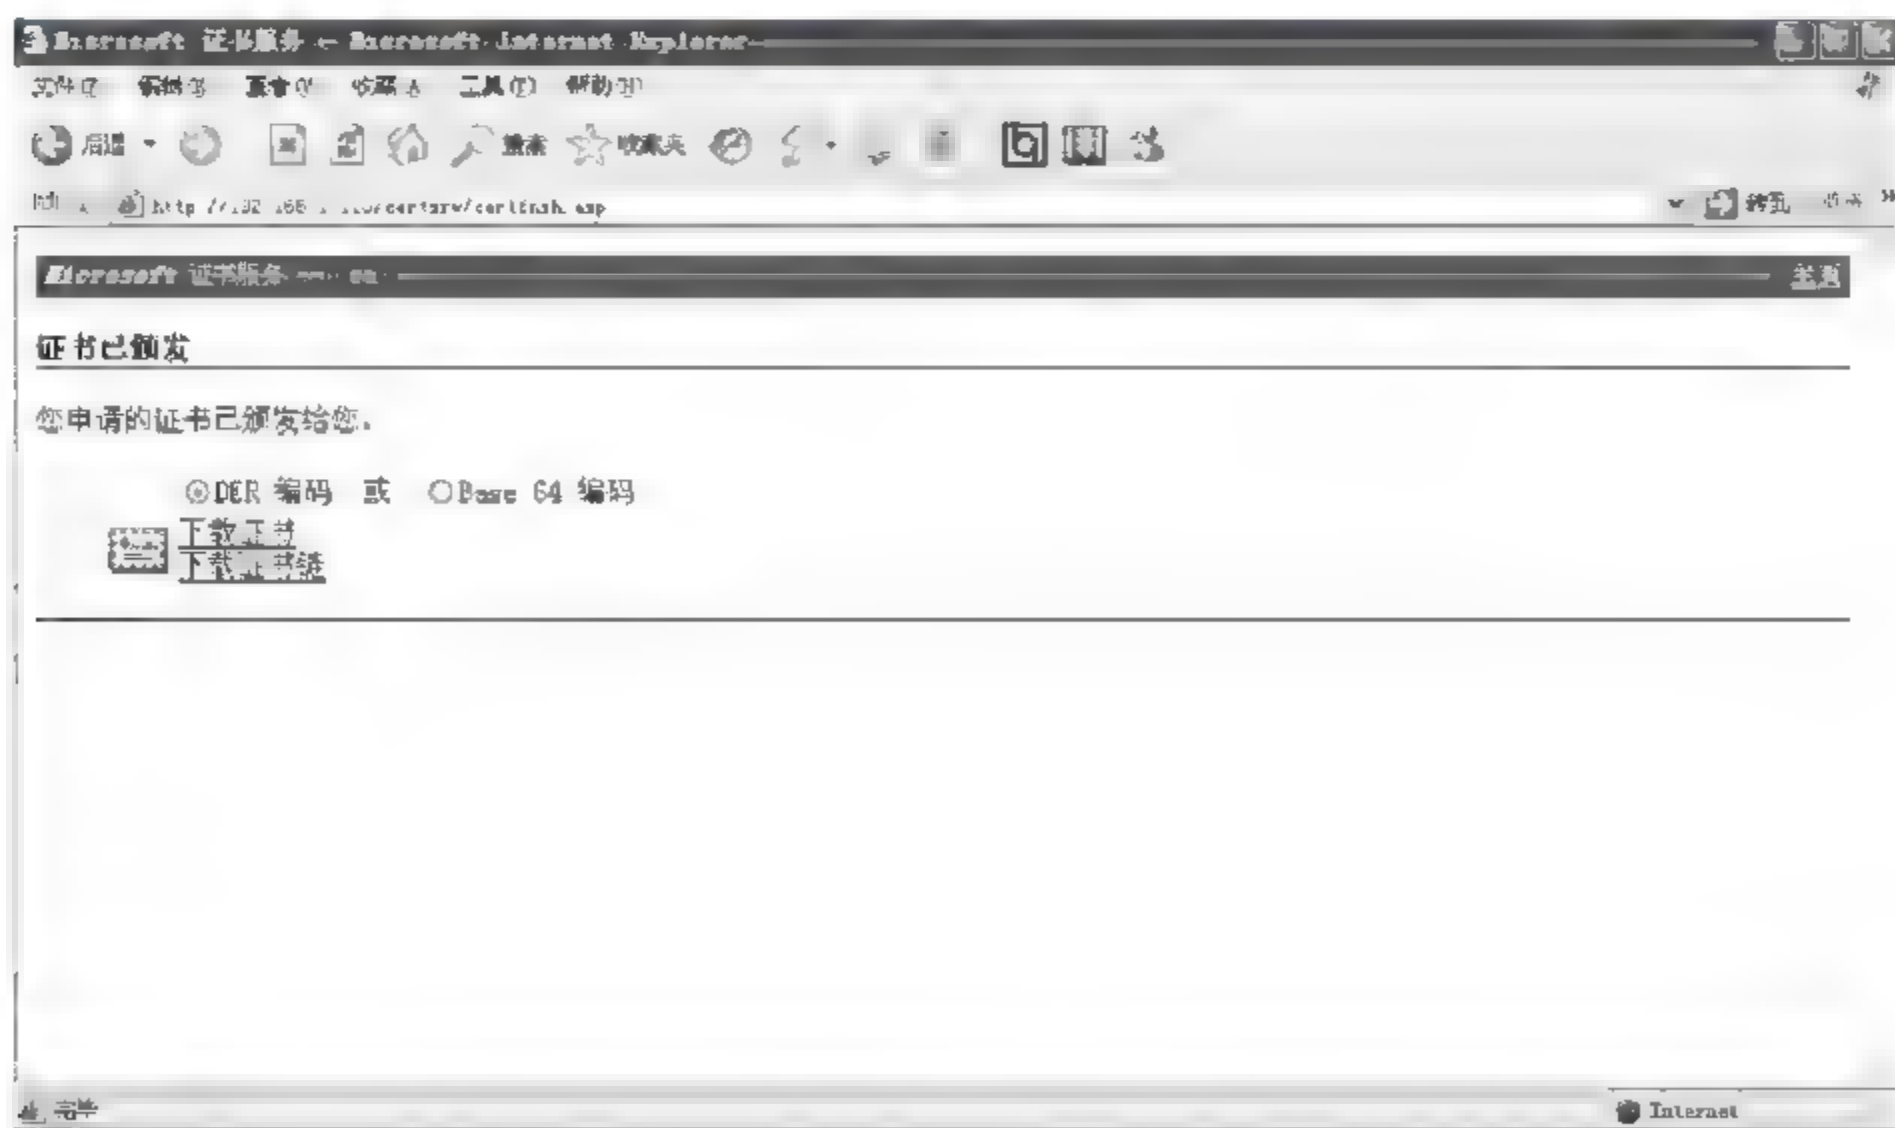 Microsoft 证书服务 - Microsoft Internet Explorer
文件(F) 编辑(E) 查看(V) 收藏(A) 工具(T) 帮助(H)
后退 搜索 收藏夹
转到
Microsoft 证书服务 主页
证书已颁发
您申请的证书已颁发给您。
DER 编码 或 Base 64 编码
下载证书
下载证书链
完毕 Internet